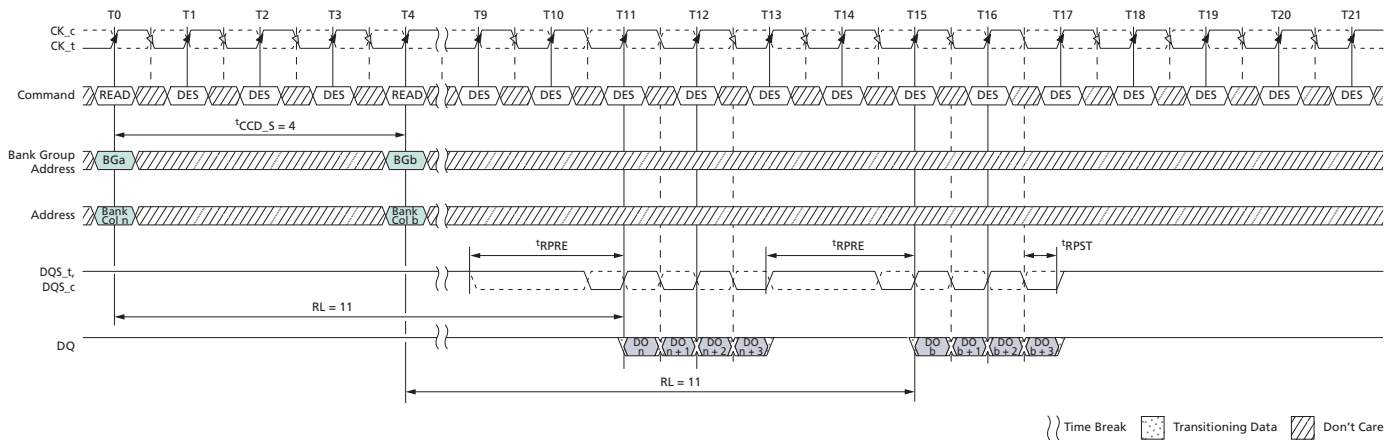 T0 T1 T2 T3 T4 T9 T10 T11 T12 T13 T14 T15 T16 T17 T18 T19 T20 T21
CK_c
CK_t
Command READ DES DES DES READ DES DES DES DES DES DES DES DES DES DES DES DES DES
tCCD_S = 4
Bank Group
Address
BGa BGb
Address
Bank
Col n
Bank
Col b
tRPRE tRPRE tRPST
DQS_t,
DQS_c
RL = 11
DQ
DO
n
DO
n + 1
DO
n + 2
DO
n + 3
DO
b
DO
b + 1
DO
b + 2
DO
b + 3
RL = 11
Time Break Transitioning Data Don't Care